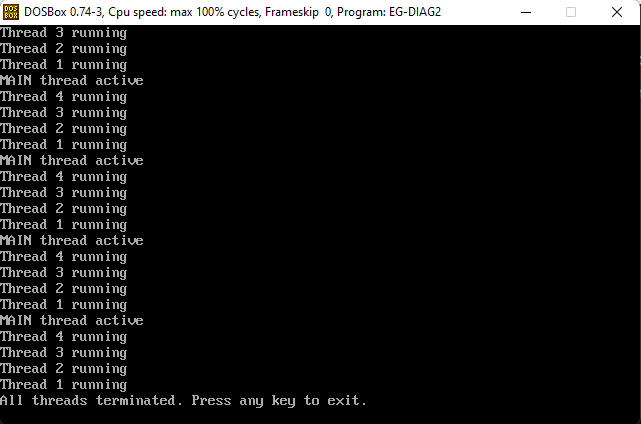 DOSBox 0.74-3, Cpu speed: max 100% cycles, Frameskip 0, Program: EG-DIAG2
Thread 3 running
Thread 2 running
Thread 1 running
MAIN thread active
Thread 4 running
Thread 3 running
Thread 2 running
Thread 1 running
MAIN thread active
Thread 4 running
Thread 3 running
Thread 2 running
Thread 1 running
MAIN thread active
Thread 4 running
Thread 3 running
Thread 2 running
Thread 1 running
MAIN thread active
Thread 4 running
Thread 3 running
Thread 2 running
Thread 1 running
All threads terminated. Press any key to exit.